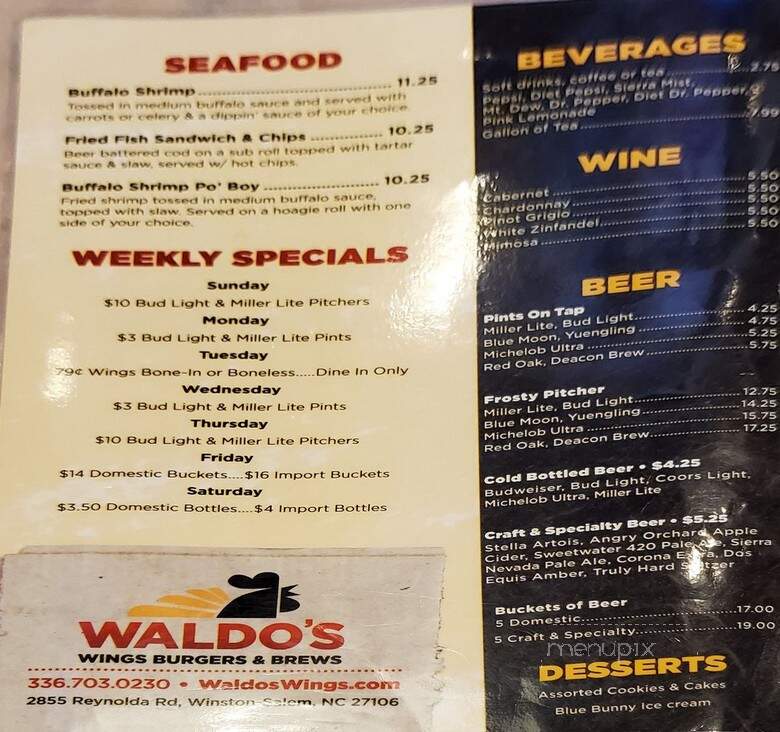 SEAFOOD
Buffalo Shrimp 11.25
Tossed in medium buffalo sauce and served with
carrots or celery & a dippin' sauce of your choice.
Fried Fish Sandwich & Chips 10.25
Beer battered cod on a sub roll topped with tartar
sauce & slaw, served w/ hot chips.
Buffalo Shrimp Po' Boy 10.25
Fried shrimp tossed in medium buffalo sauce,
topped with slaw. Served on a hoagie roll with one
side of your choice.
WEEKLY SPECIALS
Sunday
$10 Bud Light & Miller Lite Pitchers
Monday
$3 Bud Light & Miller Lite Pints
Tuesday
79¢ Wings Bone-In or Boneless.....Dine In Only
Wednesday
$3 Bud Light & Miller Lite Pints
Thursday
$10 Bud Light & Miller Lite Pitchers
Friday
$14 Domestic Buckets....$16 Import Buckets
Saturday
$3.50 Domestic Bottles....$4 Import Bottles
WALDO'S
WINGS BURGERS & BREWS
336.703.0230 • WaldosWings.com
2855 Reynolda Rd, Winston-Salem, NC 27106
BEVERAGES
Soft drinks, coffee or tea 2.75
Pepsi, Diet Pepsi, Sierra Mist,
Mt. Dew, Dr. Pepper, Diet Dr. Pepper,
Pink Lemonade
Gallon of Tea 7.99
WINE
Cabernet 5.50
Chardonnay 5.50
Pinot Grigio 5.50
White Zinfandel 5.50
Mimosa 5.50
BEER
Pints On Tap
Miller Lite, Bud Light 4.25
Blue Moon, Yuengling 4.75
Michelob Ultra 5.25
Red Oak, Deacon Brew 5.75
Frosty Pitcher
Miller Lite, Bud Light 12.75
Blue Moon, Yuengling 14.25
Michelob Ultra 15.75
Red Oak, Deacon Brew 17.25
Cold Bottled Beer • $4.25
Budweiser, Bud Light, Coors Light,
Michelob Ultra, Miller Lite
Craft & Specialty Beer • $5.25
Stella Artois, Angry Orchard Apple
Cider, Sweetwater 420 Pale Ale, Sierra
Nevada Pale Ale, Corona Extra, Dos
Equis Amber, Truly Hard Seltzer
Buckets of Beer
5 Domestic 17.00
5 Craft & Specialty 19.00
menupix
DESSERTS
Assorted Cookies & Cakes
Blue Bunny Ice cream